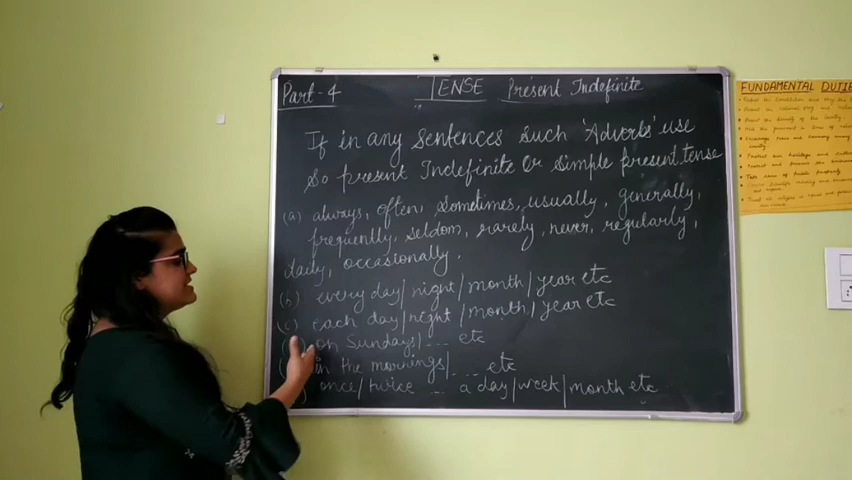 Part-4 TENSE Present Indefinite
If in any sentences such 'Adverbs' use
So present Indefinite Or simple present tense
(a) always, often, sometimes, usually, generally,
frequently, seldom, rarely, never, regularly,
daily, occasionally.
(b) every day/night/month/year etc
(c) each day/night/month/year etc
on Sundays/... etc
in the mornings/... etc
once/twice ... a day/week/month etc
FUNDAMENTAL DUTIE